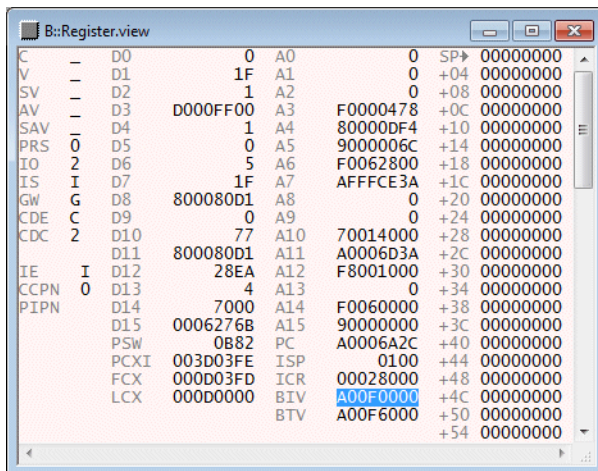 B::Register.view
C _ D0 0 A0 0 SP 00000000
V _ D1 1F A1 0 +04 00000000
SV _ D2 1 A2 0 +08 00000000
AV _ D3 D000FF00 A3 F0000478 +0C 00000000
SAV _ D4 1 A4 80000DF4 +10 00000000
PRS 0 D5 0 A5 9000006C +14 00000000
IO 2 D6 5 A6 F0062800 +18 00000000
IS I D7 1F A7 AFFFCE3A +1C 00000000
GW G D8 800080D1 A8 0 +20 00000000
CDE C D9 0 A9 0 +24 00000000
CDC 2 D10 77 A10 70014000 +28 00000000
D11 800080D1 A11 A0006D3A +2C 00000000
IE I D12 28EA A12 F8001000 +30 00000000
CCPN 0 D13 4 A13 0 +34 00000000
PIPN D14 7000 A14 F0060000 +38 00000000
D15 0006276B A15 90000000 +3C 00000000
PSW 0B82 PC A0006A2C +40 00000000
PCXI 003D03FE ISP 0100 +44 00000000
FCX 000D03FD ICR 00028000 +48 00000000
LCX 000D0000 BIV A00F0000 +4C 00000000
BTV A00F6000 +50 00000000
+54 00000000